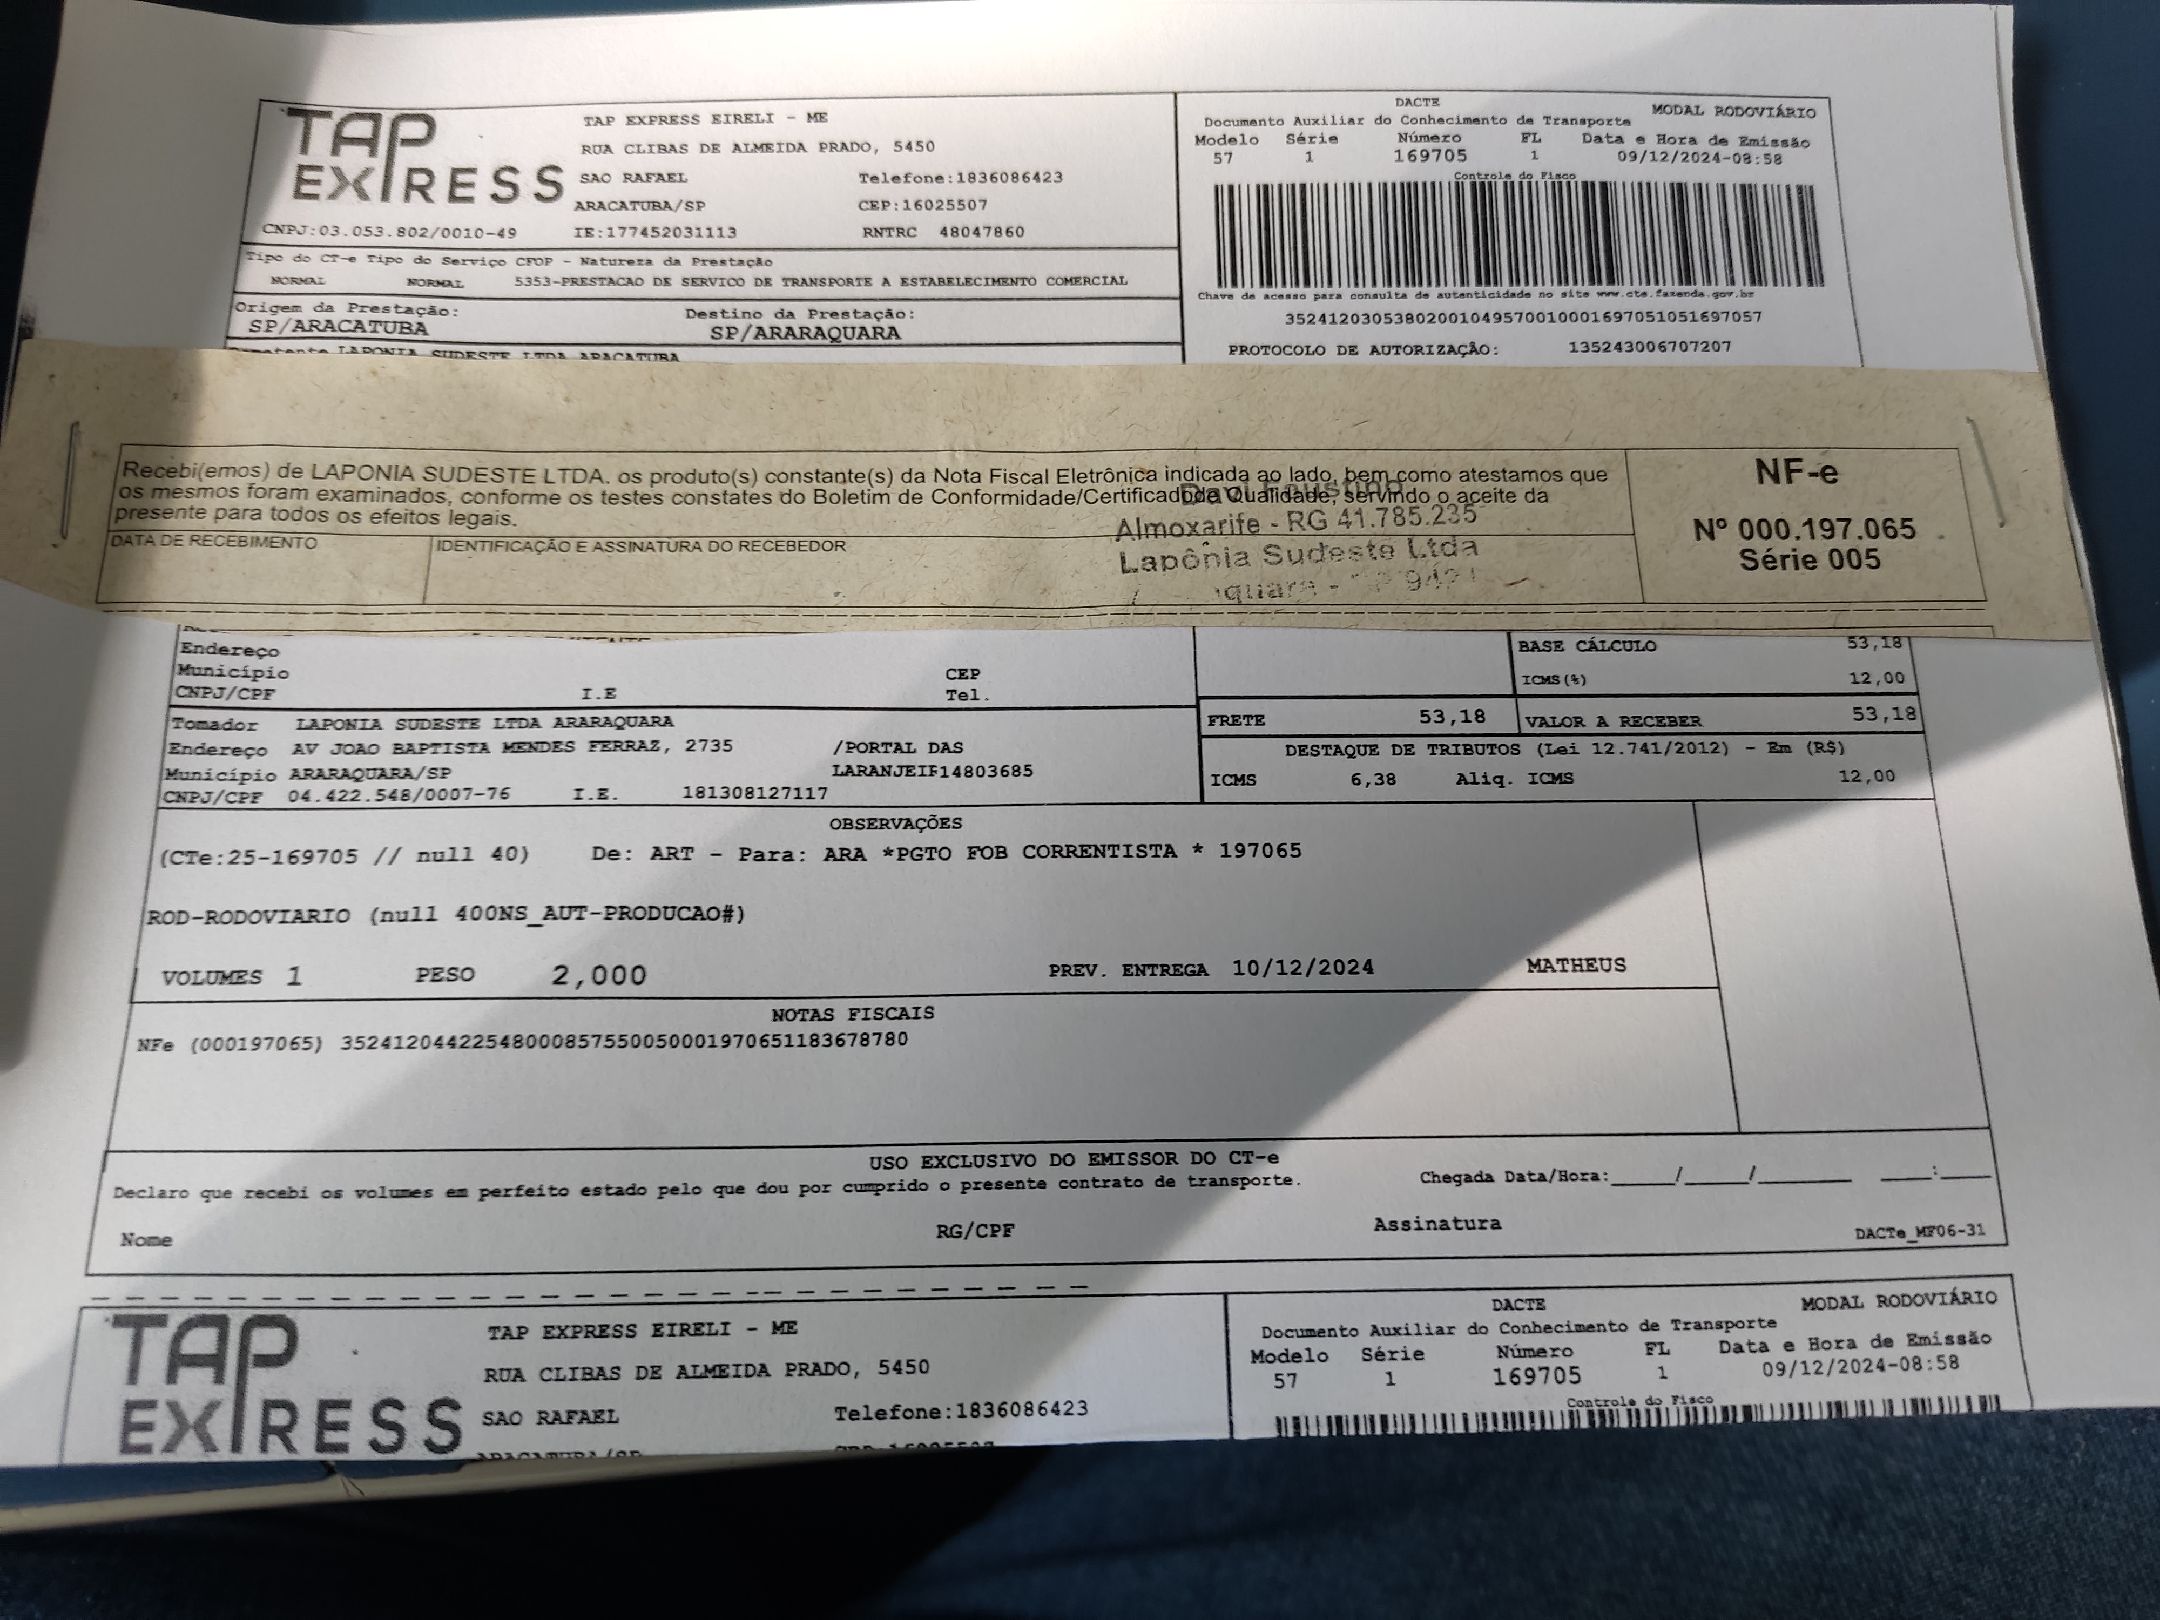 TAP
EXPRESS
TAP EXPRESS EIRELI - ME
RUA CLIBAS DE ALMEIDA PRADO, 5450
SAO RAFAEL Telefone:1836086423
ARACATUBA/SP CEP:16025507
CNPJ:03.053.802/0010-49 IE:177452031113 RNTRC 48047860
DACTE MODAL RODOVIÁRIO
Documento Auxiliar do Conhecimento de Transporte
Modelo Série Número FL Data e Hora de Emissão
57 1 169705 1 09/12/2024-08:58
Controle do Fisco
Chave de acesso para consulta de autenticidade no site www.cte.fazenda.gov.br
35241203053802001049570010001697051051697057
PROTOCOLO DE AUTORIZAÇÃO: 135243006707207
Tipo do CT-e Tipo do Serviço CFOP - Natureza da Prestação
NORMAL NORMAL 5353-PRESTACAO DE SERVICO DE TRANSPORTE A ESTABELECIMENTO COMERCIAL
Origem da Prestação: Destino da Prestação:
SP/ARACATUBA SP/ARARAQUARA
LAPONIA SUDESTE LTDA ARACATUBA
Recebi(emos) de LAPONIA SUDESTE LTDA. os produto(s) constante(s) da Nota Fiscal Eletrônica indicada ao lado, bem como atestamos que
os mesmos foram examinados, conforme os testes constates do Boletim de Conformidade/Certificado de Qualidade, servindo o aceite da
presente para todos os efeitos legais.
DATA DE RECEBIMENTO IDENTIFICAÇÃO E ASSINATURA DO RECEBEDOR
Davi Faustino
Almoxarife - RG 41.785.235
Lapônia Sudeste Ltda
NF-e
Nº 000.197.065
Série 005
Endereço
Município CEP
CNPJ/CPF I.E Tel.
BASE CÁLCULO 53,18
ICMS(%) 12,00
FRETE 53,18 VALOR A RECEBER 53,18
DESTAQUE DE TRIBUTOS (Lei 12.741/2012) - Em (R$)
ICMS 6,38 Aliq. ICMS 12,00
Tomador LAPONIA SUDESTE LTDA ARARAQUARA
Endereço AV JOAO BAPTISTA MENDES FERRAZ, 2735 /PORTAL DAS
Município ARARAQUARA/SP LARANJEIF14803685
CNPJ/CPF 04.422.548/0007-76 I.E. 181308127117
OBSERVAÇÕES
(CTe:25-169705 // null 40) De: ART - Para: ARA *PGTO FOB CORRENTISTA * 197065
ROD-RODOVIARIO (null 400NS_AUT-PRODUCAO#)
VOLUMES 1 PESO 2,000 PREV. ENTREGA 10/12/2024 MATHEUS
NOTAS FISCAIS
NFe (000197065) 35241204422548000857550050001970651183678780
USO EXCLUSIVO DO EMISSOR DO CT-e
Declaro que recebi os volumes em perfeito estado pelo que dou por cumprido o presente contrato de transporte. Chegada Data/Hora:_____/_____/_______ ____:____
Nome RG/CPF Assinatura DACTe_MF06-31
TAP
EXPRESS
TAP EXPRESS EIRELI - ME
RUA CLIBAS DE ALMEIDA PRADO, 5450
SAO RAFAEL Telefone:1836086423
ARACATUBA/SP CEP:16025507
DACTE MODAL RODOVIÁRIO
Documento Auxiliar do Conhecimento de Transporte
Modelo Série Número FL Data e Hora de Emissão
57 1 169705 1 09/12/2024-08:58
Controle do Fisco